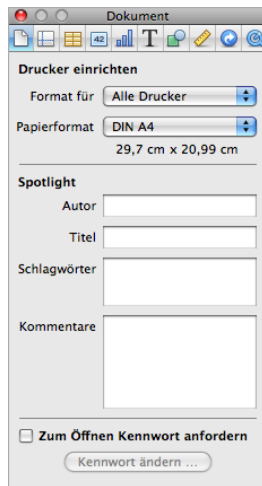 Dokument
42 T
Drucker einrichten
Format für Alle Drucker
Papierformat DIN A4
29,7 cm x 20,99 cm
Spotlight
Autor
Titel
Schlagwörter
Kommentare
Zum Öffnen Kennwort anfordern
Kennwort ändern ...